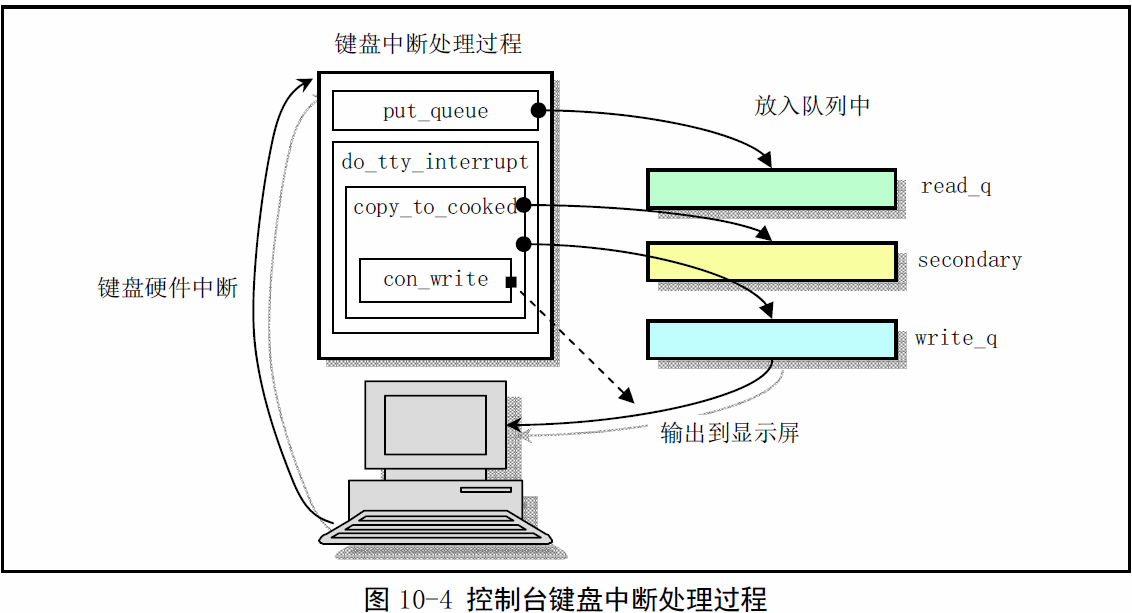 键盘中断处理过程
put_queue
放入队列中
do_tty_interrupt
read_q
copy_to_cooked
secondary
con_write
键盘硬件中断
write_q
输出到显示屏
图 10-4 控制台键盘中断处理过程